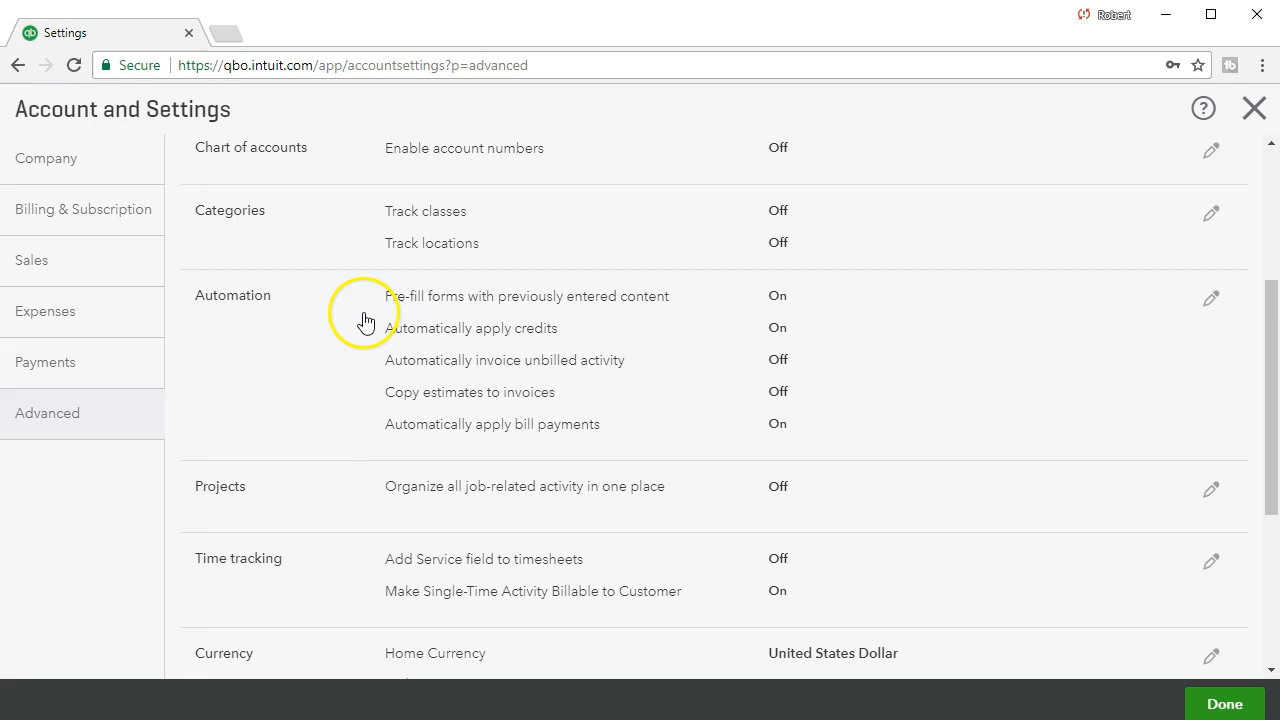 Settings
Robert
Secure https://qbo.intuit.com/app/accountsettings?p=advanced
Account and Settings
Company
Billing & Subscription
Sales
Expenses
Payments
Advanced
Chart of accounts Enable account numbers Off
Categories Track classes Off
Track locations Off
Automation Pre-fill forms with previously entered content On
Automatically apply credits On
Automatically invoice unbilled activity Off
Copy estimates to invoices Off
Automatically apply bill payments On
Projects Organize all job-related activity in one place Off
Time tracking Add Service field to timesheets Off
Make Single-Time Activity Billable to Customer On
Currency Home Currency United States Dollar
Done